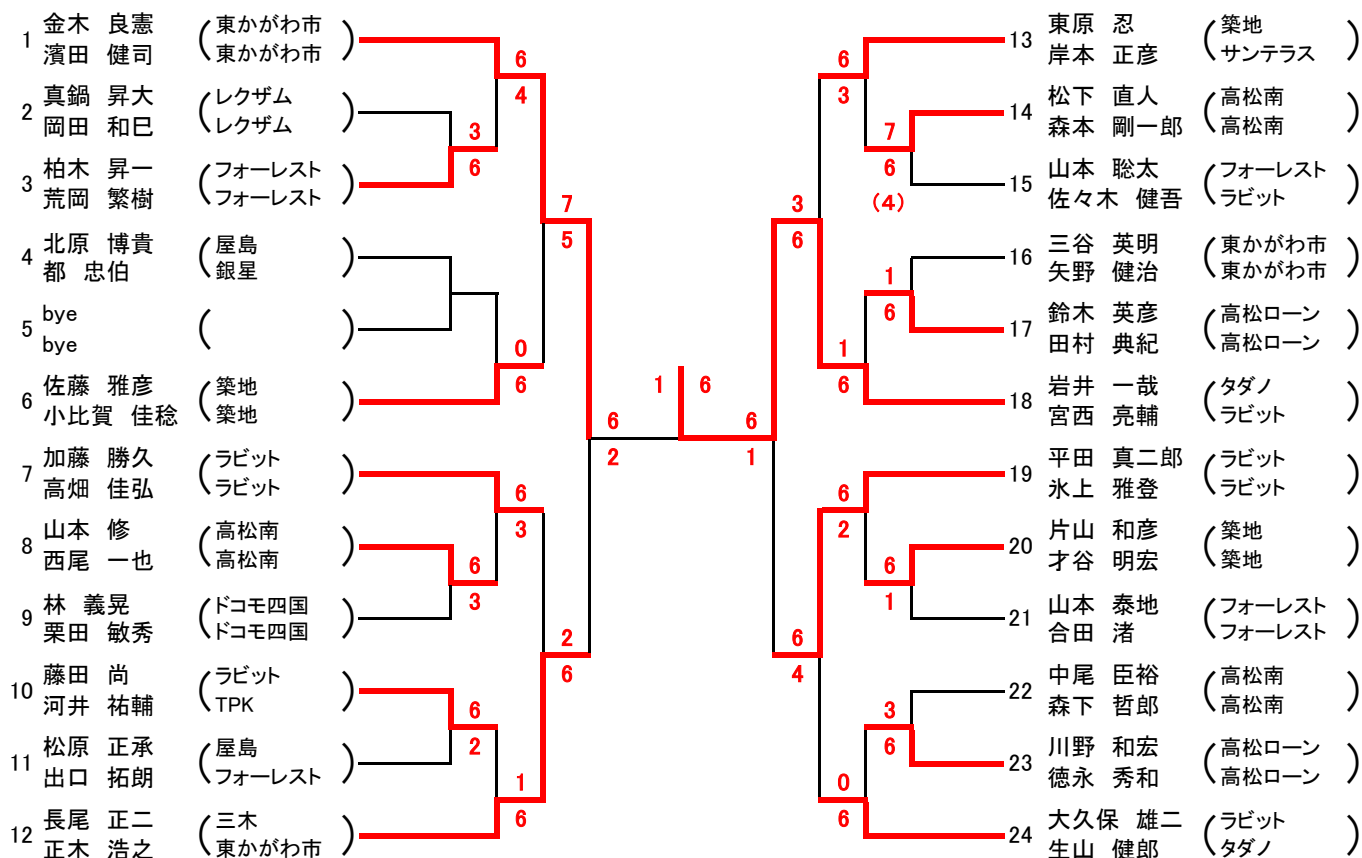 1 金木 良憲 (東かがわ市)
濱田 健司 (東かがわ市)
2 真鍋 昇大 (レクザム)
岡田 和巳 (レクザム)
3 柏木 昇一 (フォーレスト)
荒岡 繁樹 (フォーレスト)
4 北原 博貴 (屋島)
都 忠伯 (銀星)
5 bye ( )
bye
6 佐藤 雅彦 (築地)
小比賀 佳稔 (築地)
7 加藤 勝久 (ラビット)
高畑 佳弘 (ラビット)
8 山本 修 (高松南)
西尾 一也 (高松南)
9 林 義晃 (ドコモ四国)
栗田 敏秀 (ドコモ四国)
10 藤田 尚 (ラビット)
河井 祐輔 (TPK)
11 松原 正承 (屋島)
出口 拓朗 (フォーレスト)
12 長尾 正二 (三木)
正木 浩之 (東かがわ市)
6
4
3
6
7
5
0
6
6
2
6
3
6
3
2
6
6
2
1
6
1 6
6
1
6
3
7
6
(4)
3
6
1
6
1
6
6
2
6
1
6
4
3
6
0
6
13 東原 忍 (築地)
岸本 正彦 (サンテラス)
14 松下 直人 (高松南)
森本 剛一郎 (高松南)
15 山本 聡太 (フォーレスト)
佐々木 健吾 (ラビット)
16 三谷 英明 (東かがわ市)
矢野 健治 (東かがわ市)
17 鈴木 英彦 (高松ローン)
田村 典紀 (高松ローン)
18 岩井 一哉 (タダノ)
宮西 亮輔 (ラビット)
19 平田 真二郎 (ラビット)
氷上 雅登 (ラビット)
20 片山 和彦 (築地)
才谷 明宏 (築地)
21 山本 泰地 (フォーレスト)
合田 渚 (フォーレスト)
22 中尾 臣裕 (高松南)
森下 哲郎 (高松南)
23 川野 和宏 (高松ローン)
徳永 秀和 (高松ローン)
24 大久保 雄二 (ラビット)
生山 健郎 (タダノ)